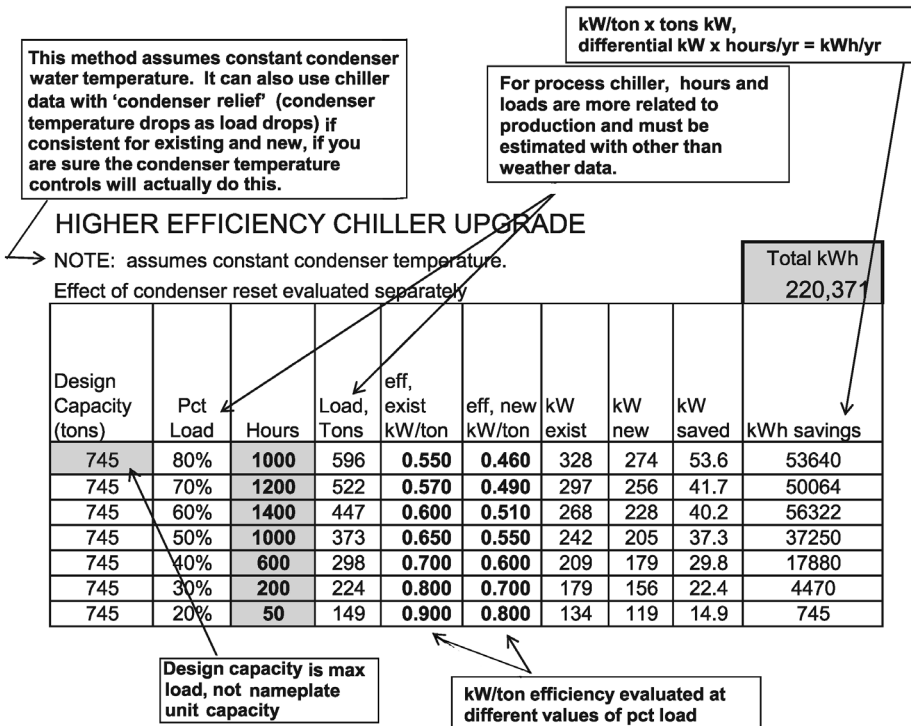 kW/ton x tons kW,
differential kW x hours/yr = kWh/yr
This method assumes constant condenser
water temperature. It can also use chiller
data with ‘condenser relief’ (condenser
temperature drops as load drops) if
consistent for existing and new, if you
are sure the condenser temperature
controls will actually do this.
For process chiller, hours and
loads are more related to
production and must be
estimated with other than
weather data.
HIGHER EFFICIENCY CHILLER UPGRADE
NOTE: assumes constant condenser temperature.
Effect of condenser reset evaluated separately
Total kWh
220,371
Design Capacity (tons) Pct Load Hours Load, Tons eff, exist kW/ton eff, new kW/ton kW exist kW new kW saved kWh savings
745 80% 1000 596 0.550 0.460 328 274 53.6 53640
745 70% 1200 522 0.570 0.490 297 256 41.7 50064
745 60% 1400 447 0.600 0.510 268 228 40.2 56322
745 50% 1000 373 0.650 0.550 242 205 37.3 37250
745 40% 600 298 0.700 0.600 209 179 29.8 17880
745 30% 200 224 0.800 0.700 179 156 22.4 4470
745 20% 50 149 0.900 0.800 134 119 14.9 745
Design capacity is max
load, not nameplate
unit capacity
kW/ton efficiency evaluated at
different values of pct load